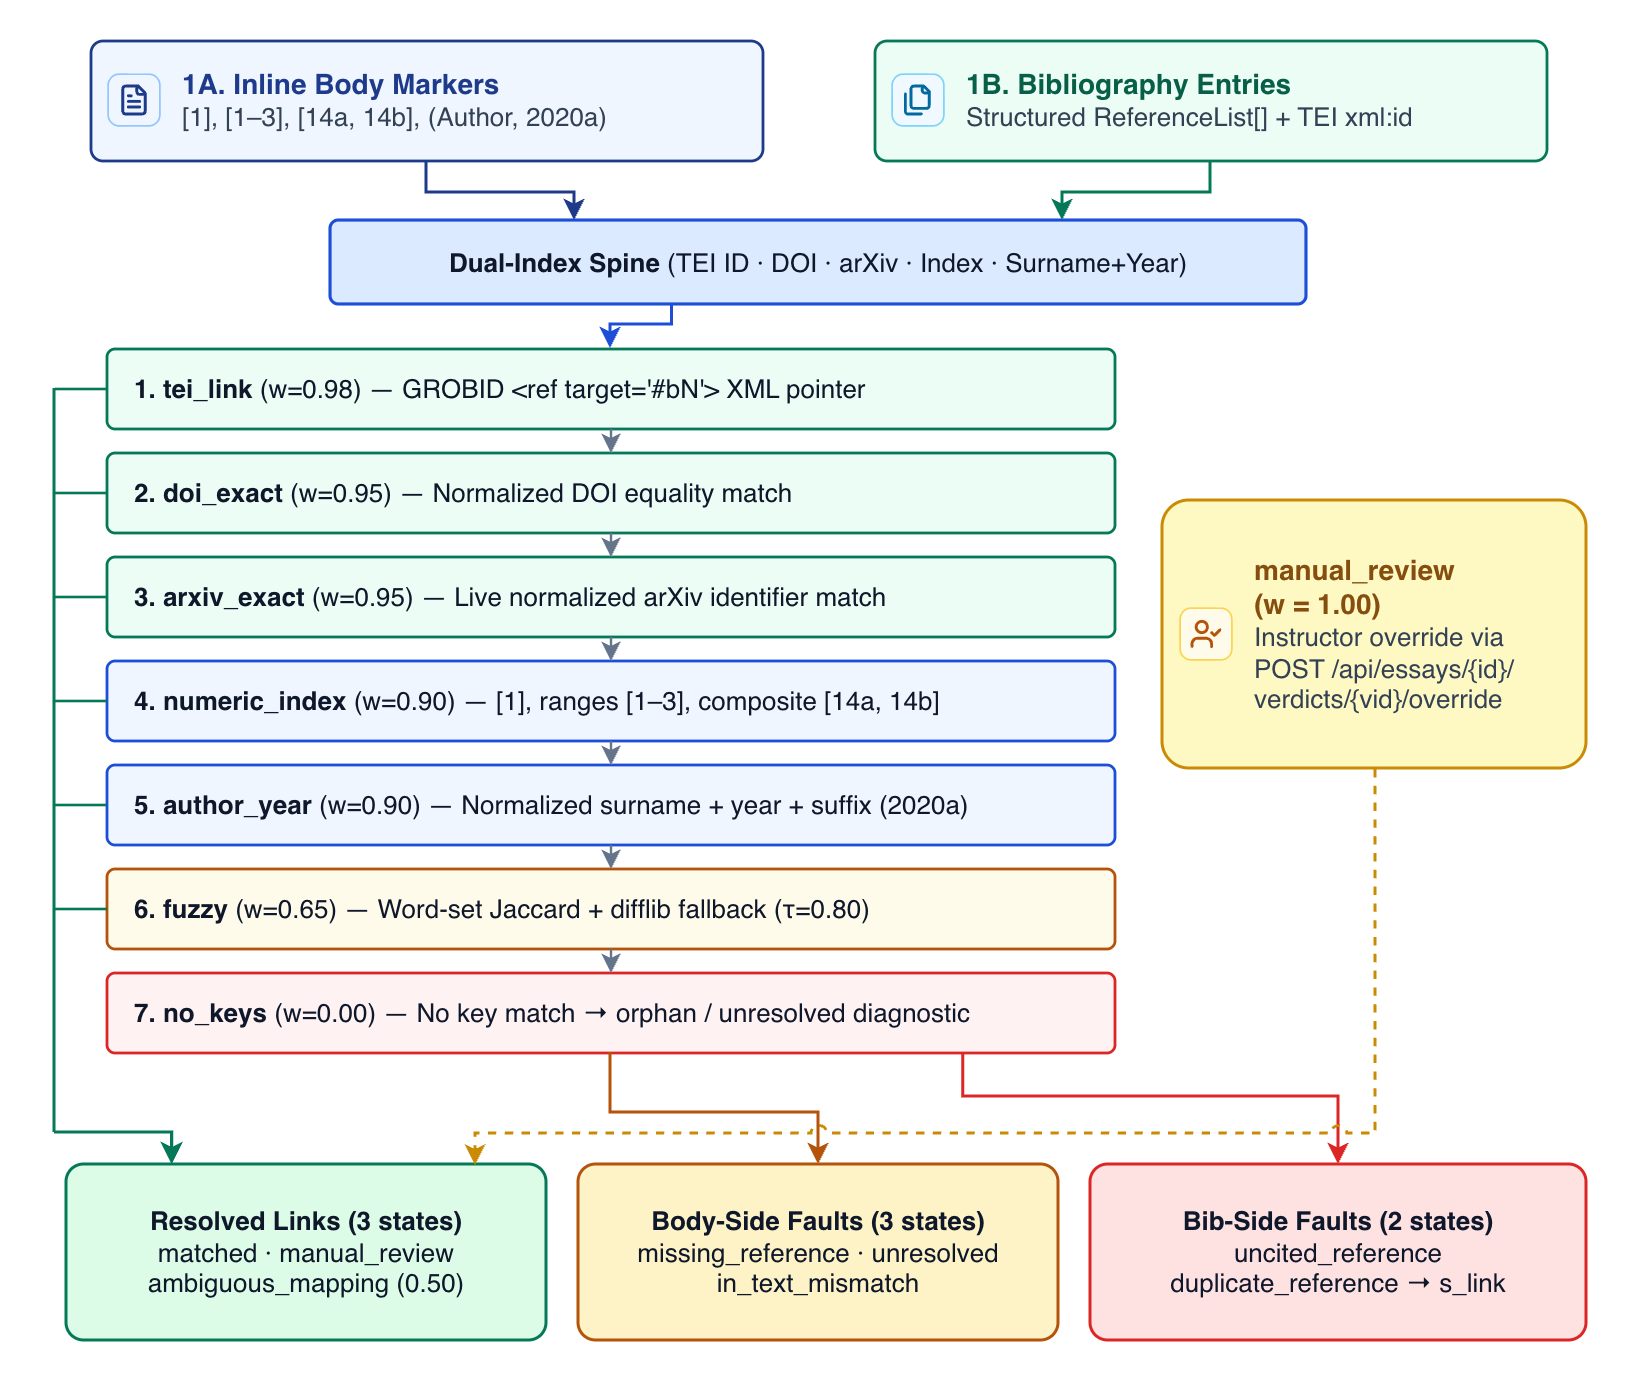 1A. Inline Body Markers
[1], [1–3], [14a, 14b], (Author, 2020a)
1B. Bibliography Entries
Structured ReferenceList[] + TEI xml:id
Dual-Index Spine (TEI ID · DOI · arXiv · Index · Surname+Year)
1. tei_link (w=0.98) — GROBID <ref target='#bN'> XML pointer
2. doi_exact (w=0.95) — Normalized DOI equality match
3. arxiv_exact (w=0.95) — Live normalized arXiv identifier match
4. numeric_index (w=0.90) — [1], ranges [1–3], composite [14a, 14b]
5. author_year (w=0.90) — Normalized surname + year + suffix (2020a)
6. fuzzy (w=0.65) — Word-set Jaccard + difflib fallback (τ=0.80)
7. no_keys (w=0.00) — No key match → orphan / unresolved diagnostic
manual_review
(w = 1.00)
Instructor override via
POST /api/essays/{id}/
verdicts/{vid}/override
Resolved Links (3 states)
matched · manual_review
ambiguous_mapping (0.50)
Body-Side Faults (3 states)
missing_reference · unresolved
in_text_mismatch
Bib-Side Faults (2 states)
uncited_reference
duplicate_reference → s_link